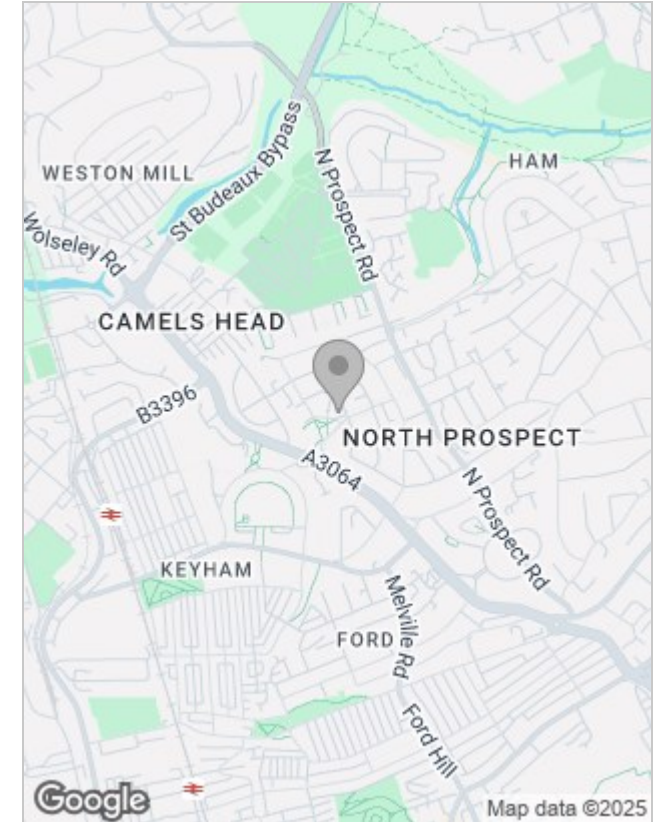 St Budeaux Bypass
N Prospect Rd
HAM
WESTON MILL
Wolseley Rd
CAMELS HEAD
B3396
NORTH PROSPECT
A3064
N Prospect Rd
KEYHAM
Melville Rd
FORD
Ford Hill
Google
Map data ©2025